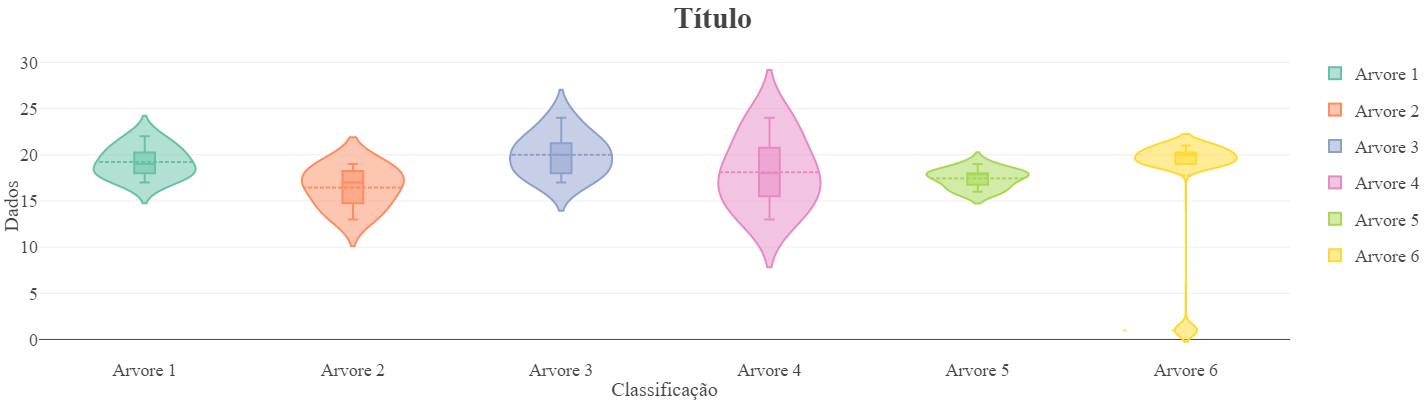 Título
30
25
20
15
10
5
0
Dados
Arvore 1
Arvore 2
Arvore 3
Arvore 4
Arvore 5
Arvore 6
Classificação
Arvore 1
Arvore 2
Arvore 3
Arvore 4
Arvore 5
Arvore 6